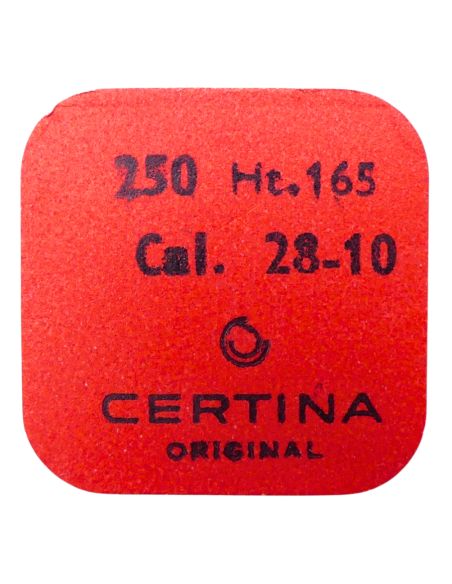 250 Ht.165
Cal. 28-10
CERTINA
ORIGINAL